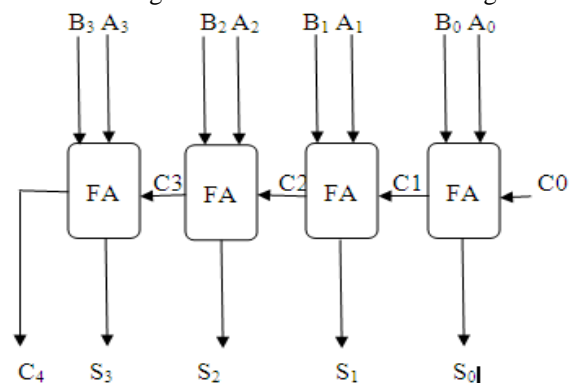 B3 A3 B2 A2 B1 A1 B0 A0
FA C3 FA C2 FA C1 FA C0
C4 S3 S2 S1 S0